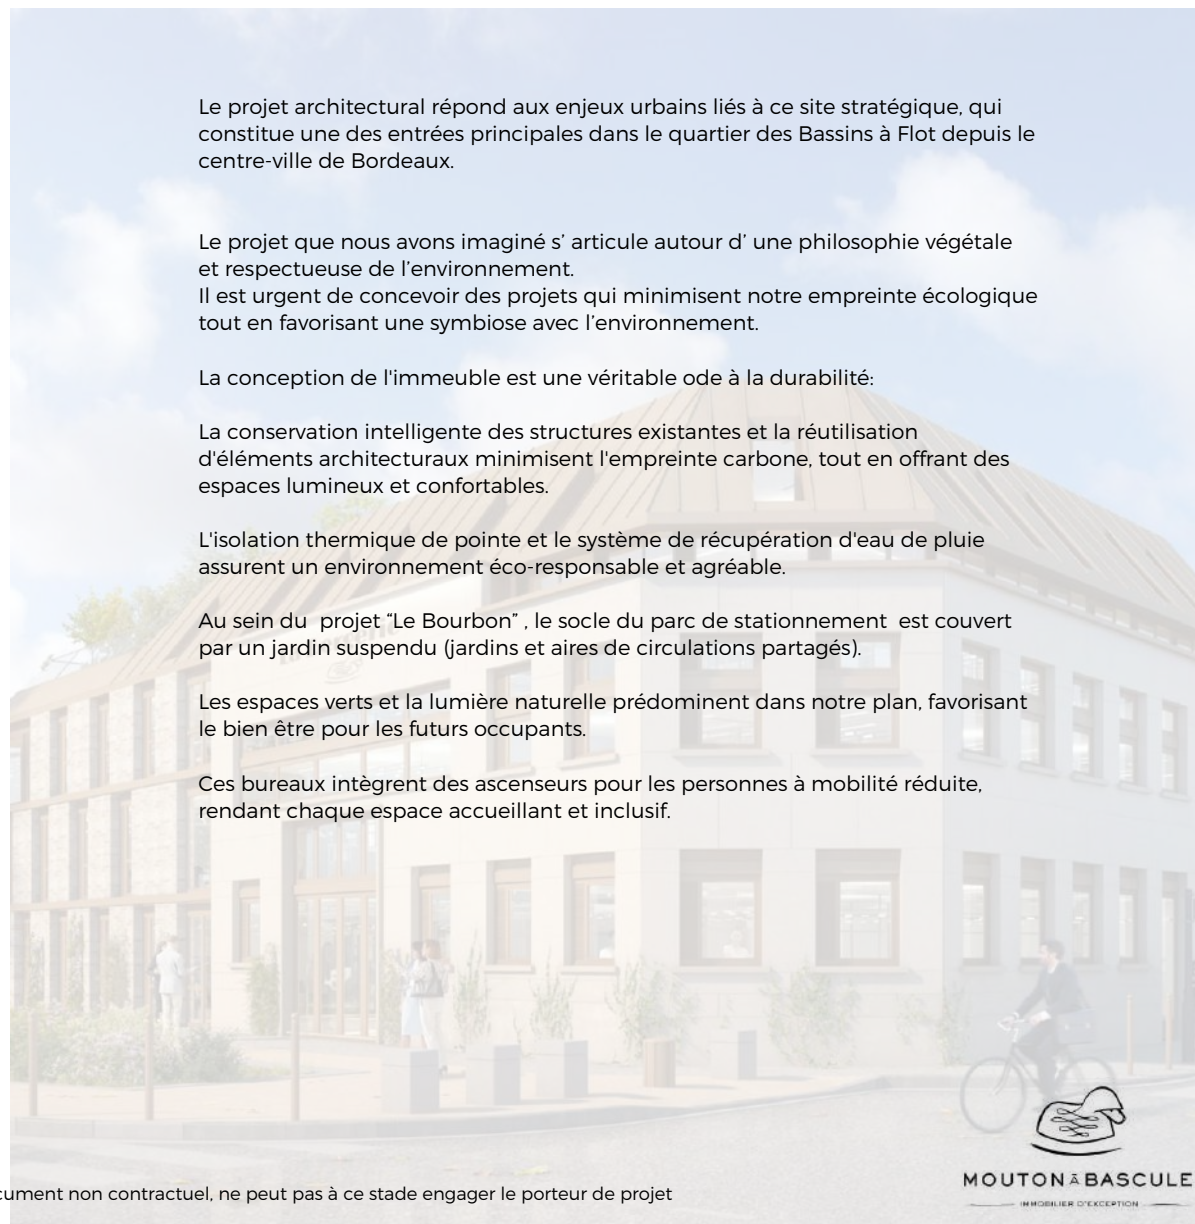 Le projet architectural répond aux enjeux urbains liés à ce site stratégique, qui
constitue une des entrées principales dans le quartier des Bassins à Flot depuis le
centre-ville de Bordeaux.
Le projet que nous avons imaginé s’ articule autour d’ une philosophie végétale
et respectueuse de l’environnement.
Il est urgent de concevoir des projets qui minimisent notre empreinte écologique
tout en favorisant une symbiose avec l’environnement.
La conception de l'immeuble est une véritable ode à la durabilité:
La conservation intelligente des structures existantes et la réutilisation
d'éléments architecturaux minimisent l'empreinte carbone, tout en offrant des
espaces lumineux et confortables.
L'isolation thermique de pointe et le système de récupération d'eau de pluie
assurent un environnement éco-responsable et agréable.
Au sein du  projet “Le Bourbon” , le socle du parc de stationnement  est couvert
par un jardin suspendu (jardins et aires de circulations partagés).
Les espaces verts et la lumière naturelle prédominent dans notre plan, favorisant
le bien être pour les futurs occupants.
Ces bureaux intègrent des ascenseurs pour les personnes à mobilité réduite,
rendant chaque espace accueillant et inclusif.
MOUTON À BASCULE
IMMOBILIER D'EXCEPTION
cument non contractuel, ne peut pas à ce stade engager le porteur de projet